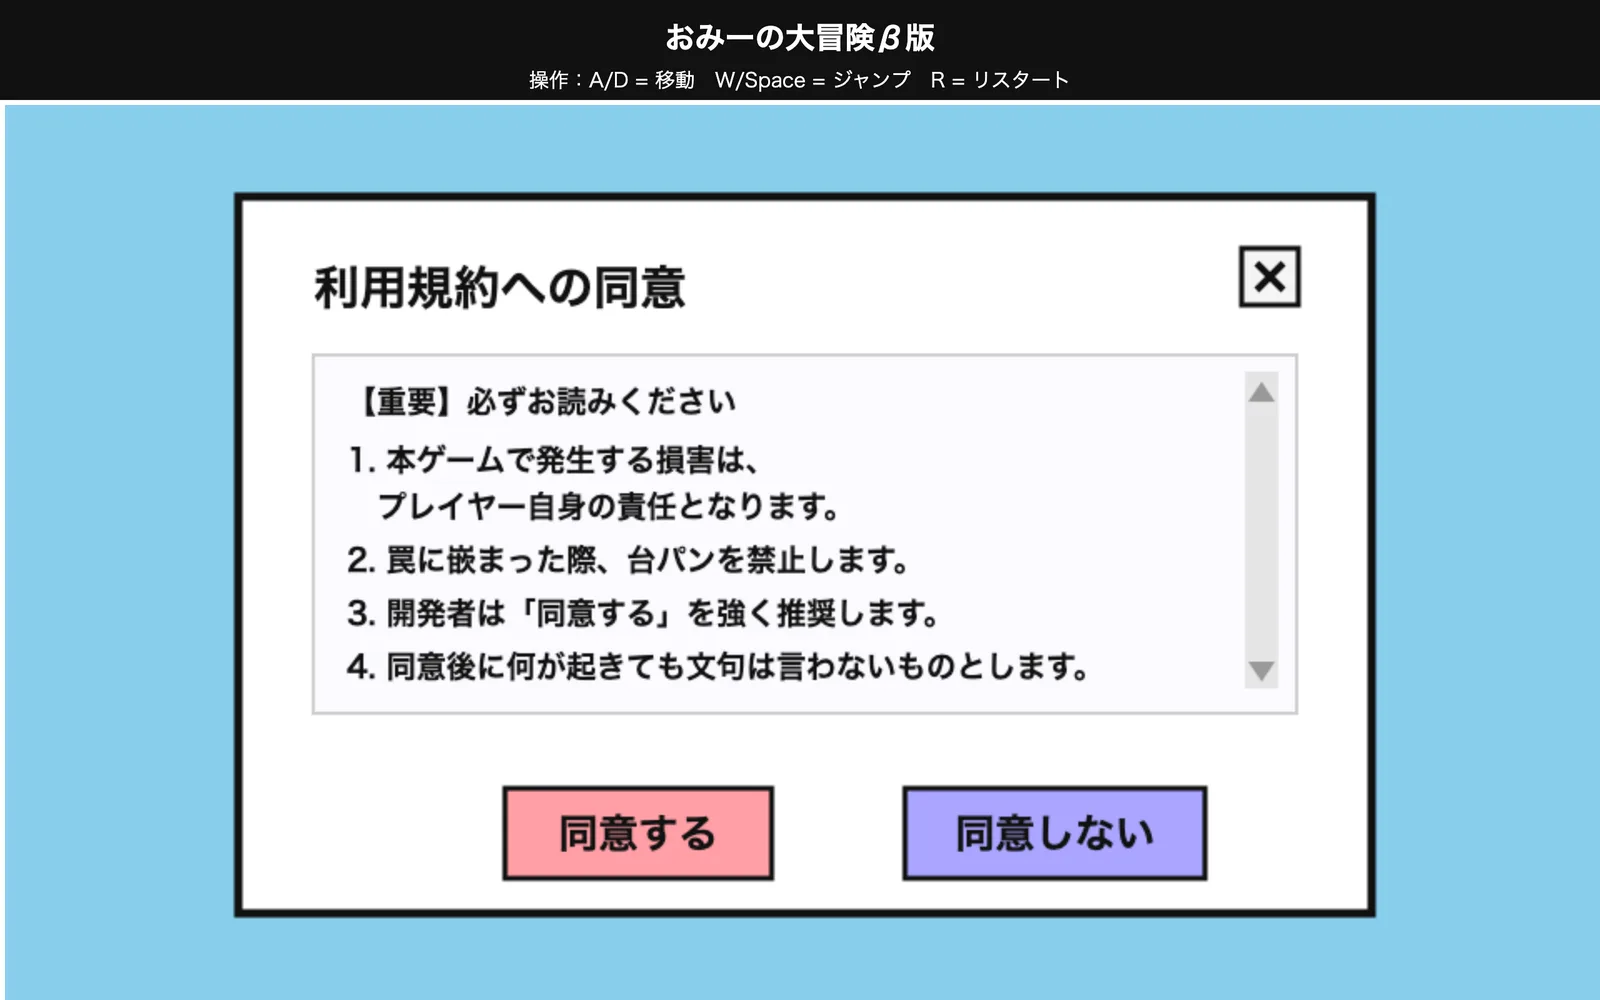 おみーの大冒険β版
操作：A/D = 移動　W/Space = ジャンプ　R = リスタート
利用規約への同意
【重要】必ずお読みください
1. 本ゲームで発生する損害は、
プレイヤー自身の責任となります。
2. 罠に嵌まった際、台パンを禁止します。
3. 開発者は「同意する」を強く推奨します。
4. 同意後に何が起きても文句は言わないものとします。
同意する
同意しない